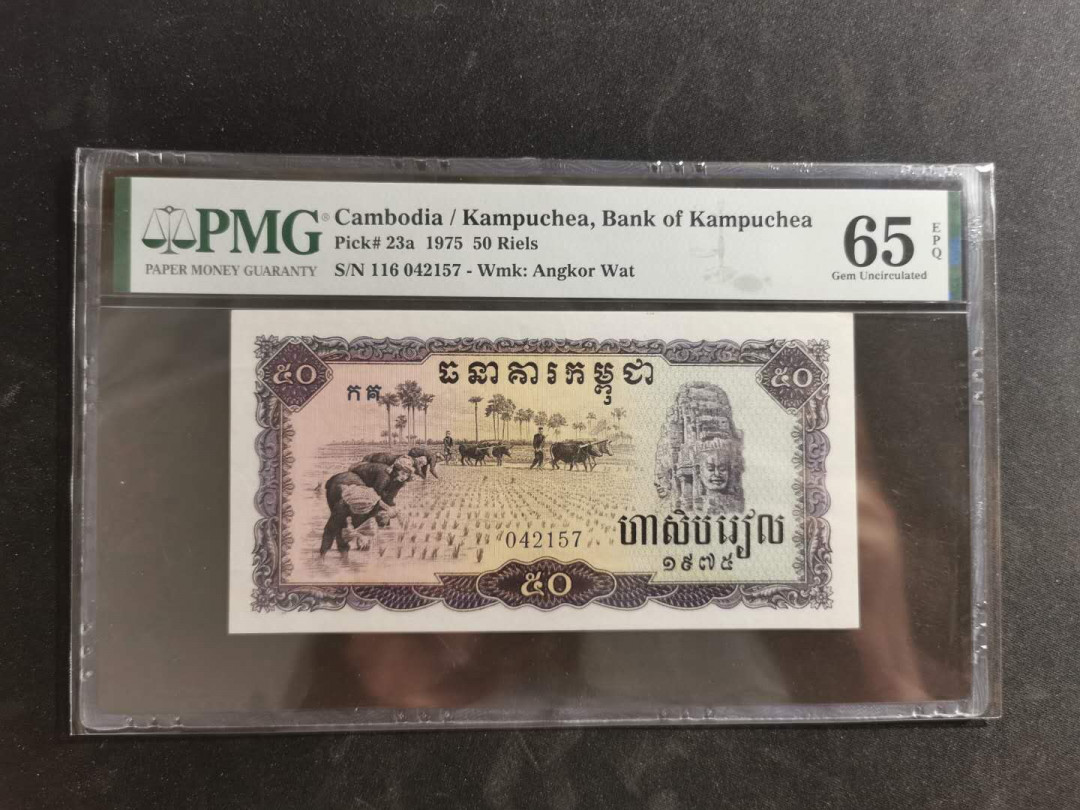 PMG®
PAPER MONEY GUARANTY
Cambodia / Kampuchea, Bank of Kampuchea
Pick# 23a 1975 50 Riels
S/N 116 042157 - Wmk: Angkor Wat
65
EPQ
Gem Uncirculated
៥០
ធនាគារកម្ពុជា
៥០
កគ
042157
ហាសិបរៀល
១៩៧៥
៥០